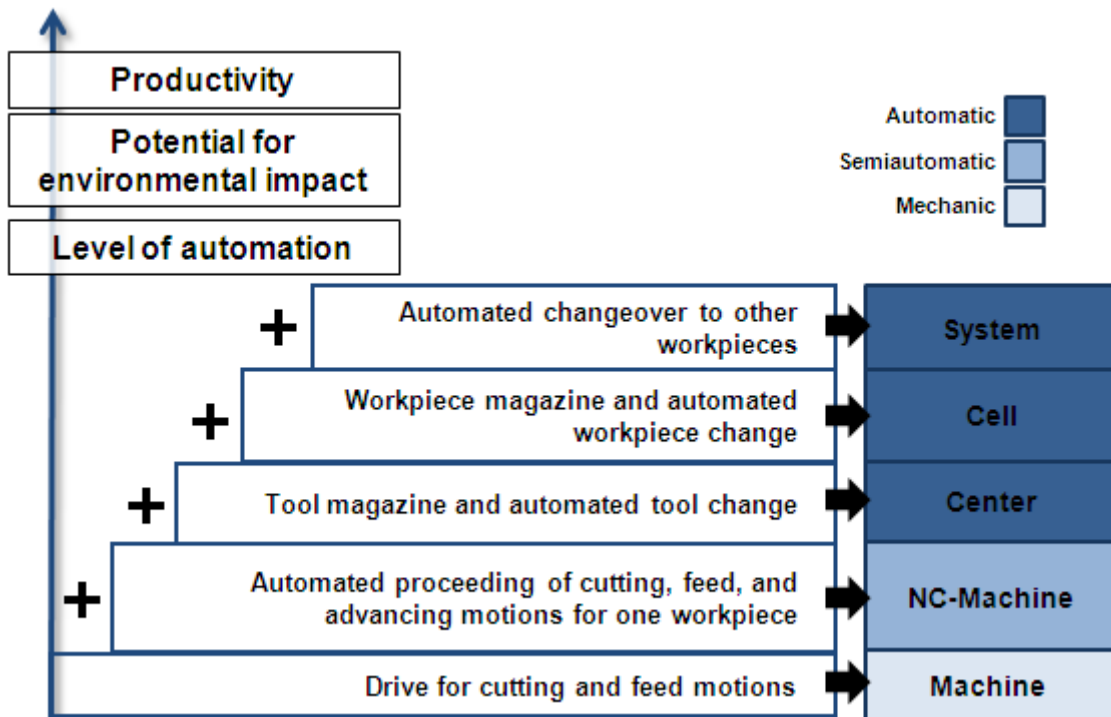 Productivity
Potential for
environmental impact
Level of automation
Automatic
Semiautomatic
Mechanic
+ Automated changeover to other
workpieces
System
+ Workpiece magazine and automated
workpiece change
Cell
+ Tool magazine and automated tool change
Center
+ Automated proceeding of cutting, feed, and
advancing motions for one workpiece
NC-Machine
Drive for cutting and feed motions
Machine